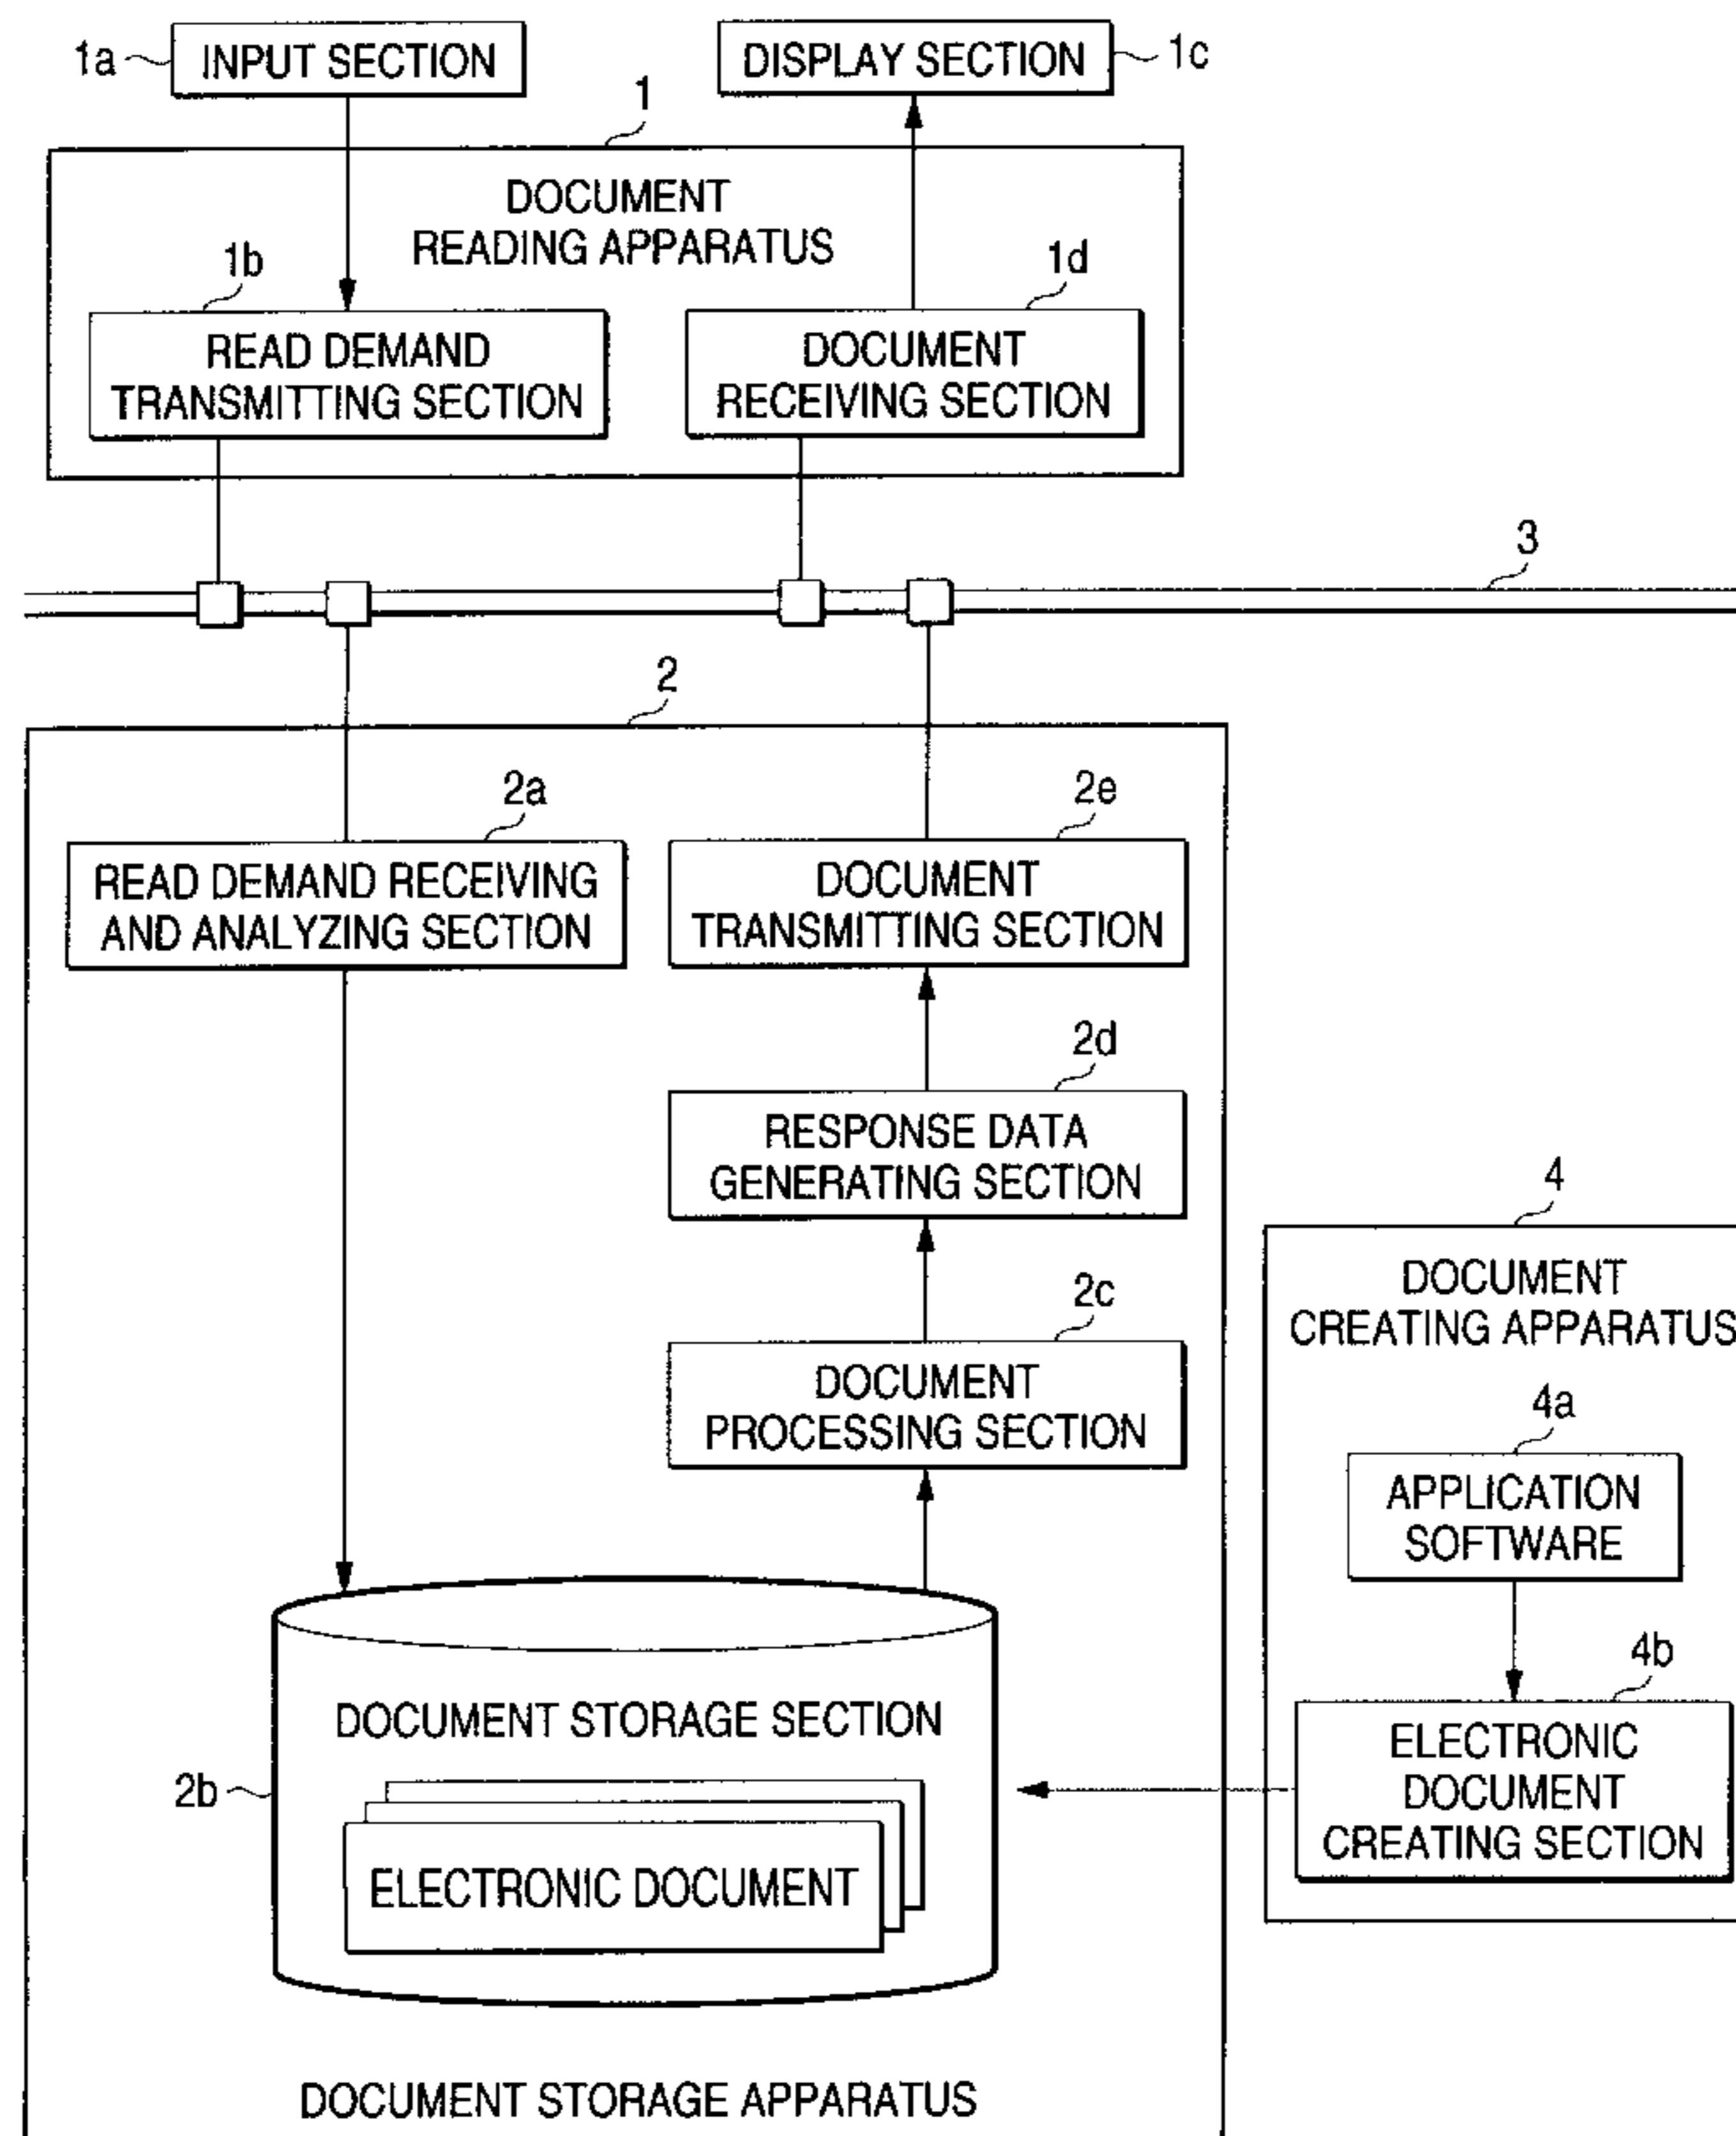 1a
INPUT SECTION
DISPLAY SECTION
1c
1
DOCUMENT
READING APPARATUS
1b
1d
READ DEMAND
TRANSMITTING SECTION
DOCUMENT
RECEIVING SECTION
3
2
2a
2e
READ DEMAND RECEIVING
AND ANALYZING SECTION
DOCUMENT
TRANSMITTING SECTION
2d
RESPONSE DATA
GENERATING SECTION
2c
DOCUMENT
PROCESSING SECTION
4
DOCUMENT
CREATING APPARATUS
4a
APPLICATION
SOFTWARE
4b
ELECTRONIC
DOCUMENT
CREATING SECTION
DOCUMENT STORAGE SECTION
2b
ELECTRONIC DOCUMENT
DOCUMENT STORAGE APPARATUS